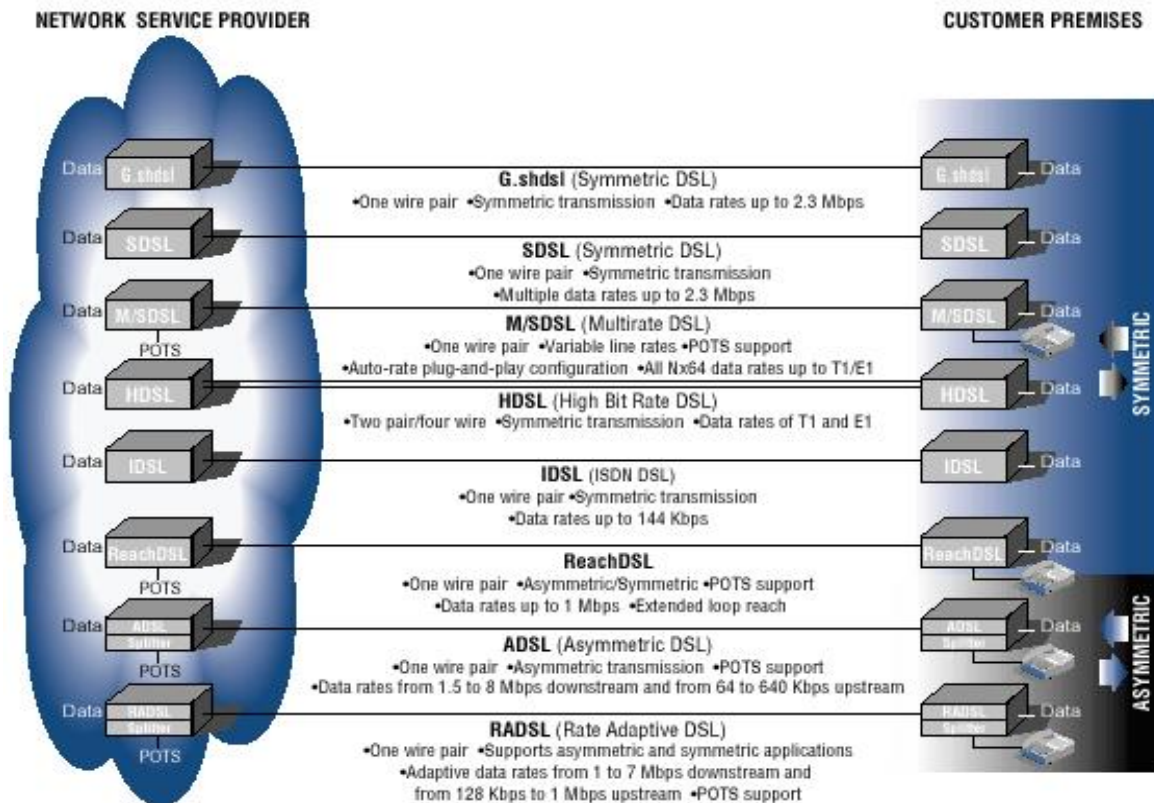 NETWORK SERVICE PROVIDER
CUSTOMER PREMISES
Data G.shdsl G.shdsl Data
G.shdsl (Symmetric DSL)
•One wire pair •Symmetric transmission •Data rates up to 2.3 Mbps
Data SDSL SDSL Data
SDSL (Symmetric DSL)
•One wire pair •Symmetric transmission
•Multiple data rates up to 2.3 Mbps
Data M/SDSL M/SDSL Data
POTS
M/SDSL (Multirate DSL)
•One wire pair •Variable line rates •POTS support
•Auto-rate plug-and-play configuration •All Nx64 data rates up to T1/E1
Data HDSL HDSL Data
HDSL (High Bit Rate DSL)
•Two pair/four wire •Symmetric transmission •Data rates of T1 and E1
SYMMETRIC
Data IDSL IDSL Data
IDSL (ISDN DSL)
•One wire pair •Symmetric transmission
•Data rates up to 144 Kbps
Data ReachDSL ReachDSL Data
POTS
ReachDSL
•One wire pair •Asymmetric/Symmetric •POTS support
•Data rates up to 1 Mbps •Extended loop reach
Data ADSL ADSL Data
Splitter Splitter
POTS
ADSL (Asymmetric DSL)
•One wire pair •Asymmetric transmission •POTS support
•Data rates from 1.5 to 8 Mbps downstream and from 64 to 640 Kbps upstream
ASYMMETRIC
Data RADSL RADSL Data
Splitter Splitter
POTS
RADSL (Rate Adaptive DSL)
•One wire pair •Supports asymmetric and symmetric applications
•Adaptive data rates from 1 to 7 Mbps downstream and
from 128 Kbps to 1 Mbps upstream •POTS support